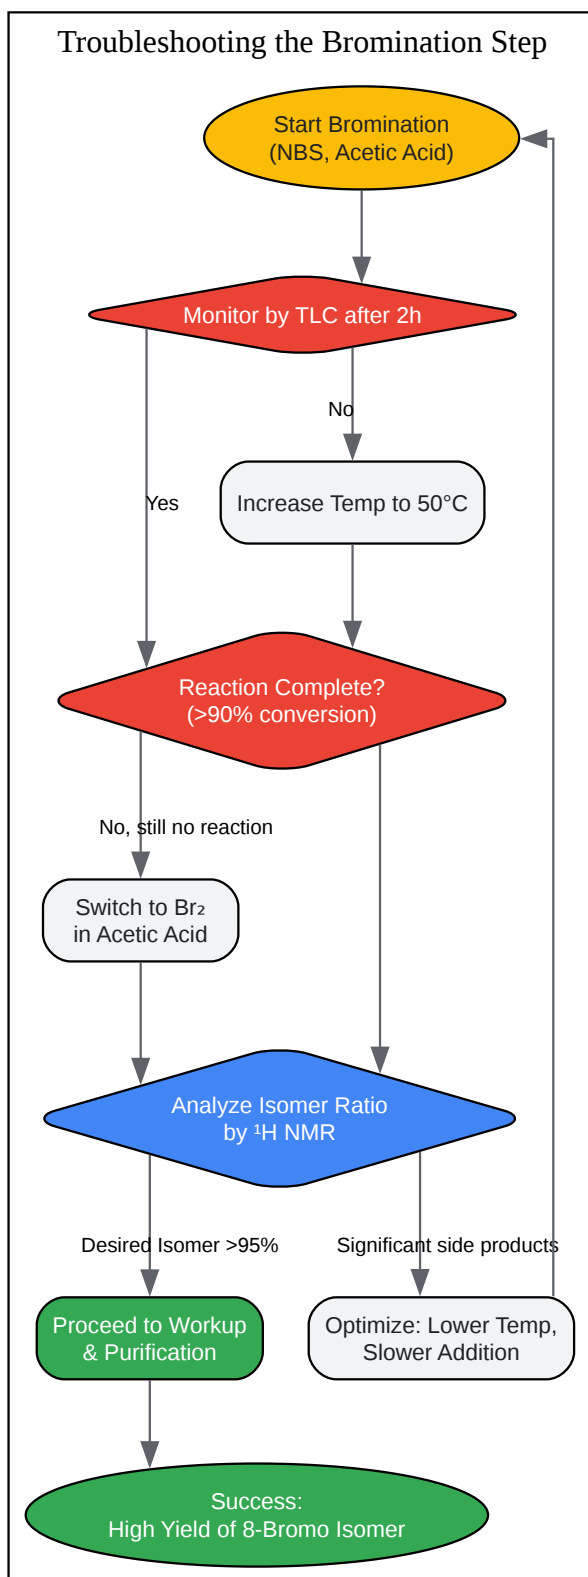 Troubleshooting the Bromination Step
Start Bromination
(NBS, Acetic Acid)
Monitor by TLC after 2h
No
Yes
Increase Temp to 50°C
Reaction Complete?
(>90% conversion)
No, still no reaction
Switch to Br₂
in Acetic Acid
Analyze Isomer Ratio
by ¹H NMR
Desired Isomer >95%
Significant side products
Proceed to Workup
& Purification
Optimize: Lower Temp,
Slower Addition
Success:
High Yield of 8-Bromo Isomer